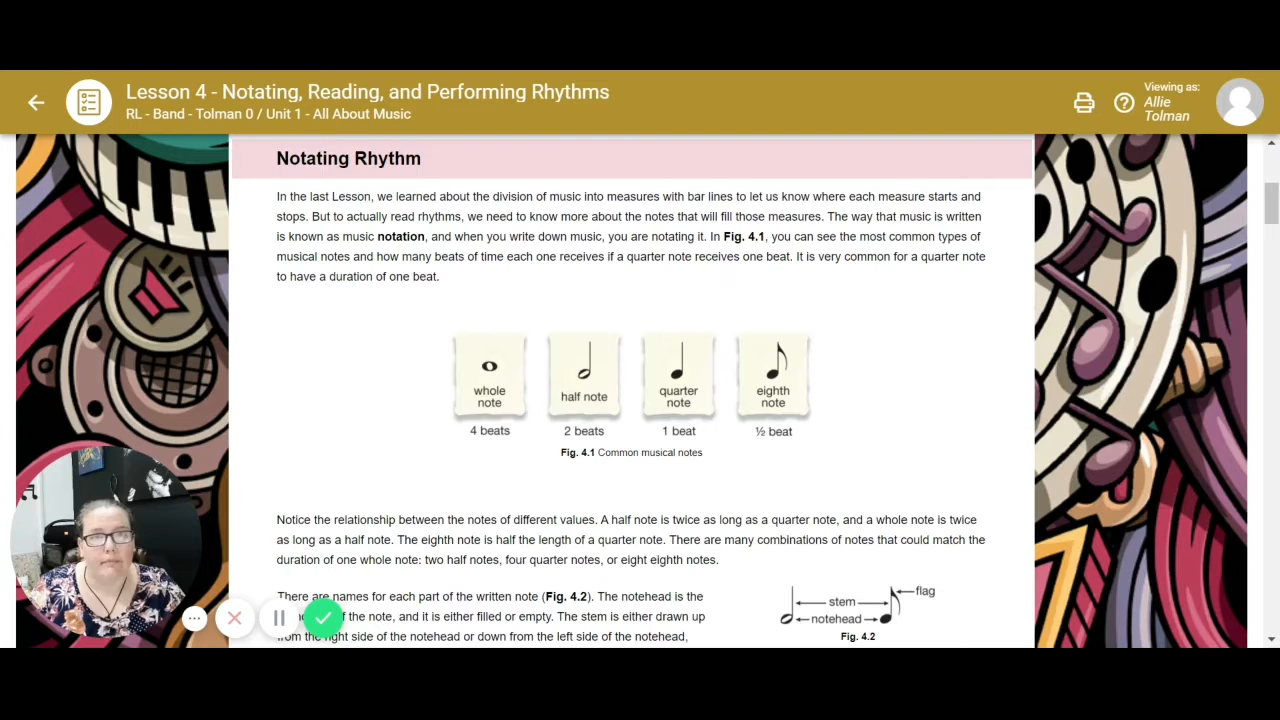 Lesson 4 - Notating, Reading, and Performing Rhythms
RL - Band - Tolman 0 / Unit 1 - All About Music
Viewing as:
Allie
Tolman
Notating Rhythm
In the last Lesson, we learned about the division of music into measures with bar lines to let us know where each measure starts and
stops. But to actually read rhythms, we need to know more about the notes that will fill those measures. The way that music is written
is known as music notation, and when you write down music, you are notating it. In Fig. 4.1, you can see the most common types of
musical notes and how many beats of time each one receives if a quarter note receives one beat. It is very common for a quarter note
to have a duration of one beat.
whole note
half note
quarter note
eighth note
4 beats
2 beats
1 beat
½ beat
Fig. 4.1 Common musical notes
Notice the relationship between the notes of different values. A half note is twice as long as a quarter note, and a whole note is twice
as long as a half note. The eighth note is half the length of a quarter note. There are many combinations of notes that could match the
duration of one whole note: two half notes, four quarter notes, or eight eighth notes.
There are names for each part of the written note (Fig. 4.2). The notehead is the
of the note, and it is either filled or empty. The stem is either drawn up
from the right side of the notehead or down from the left side of the notehead,
flag
stem
notehead
Fig. 4.2